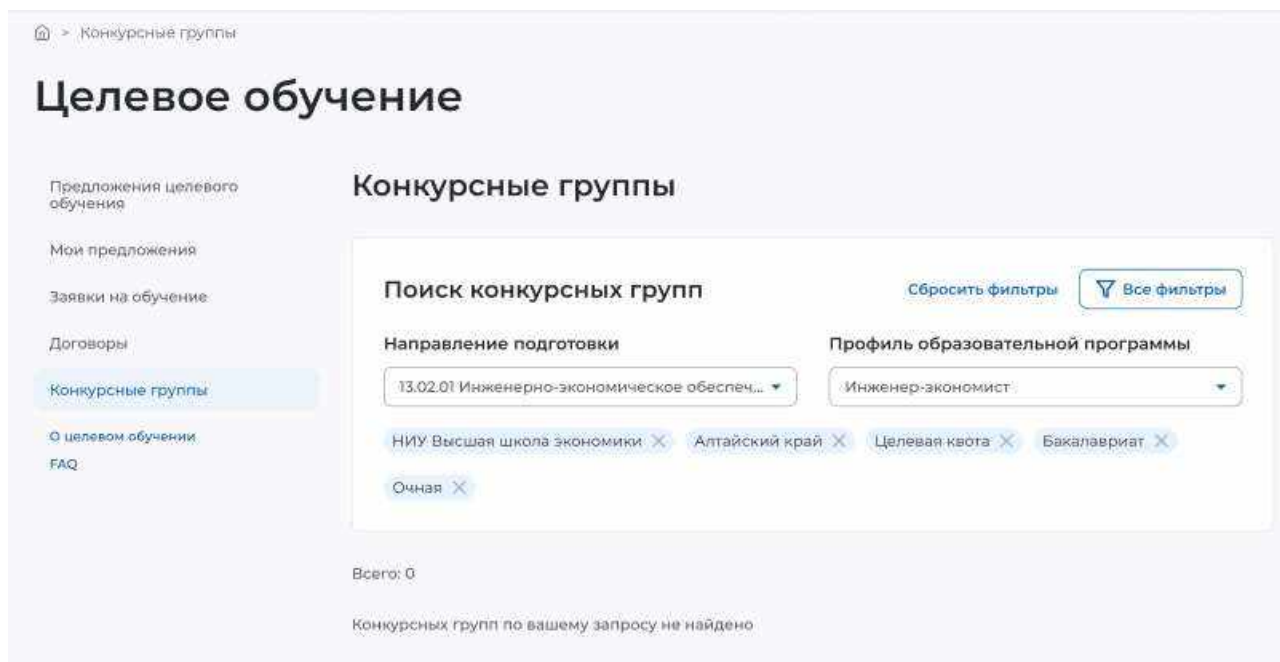 > Конкурсные группы
Целевое обучение
Предложения целевого
обучения
Мои предложения
Заявки на обучение
Договоры
Конкурсные группы
О целевом обучении
FAQ
Конкурсные группы
Поиск конкурсных групп
Сбросить фильтры
Все фильтры
Направление подготовки
Профиль образовательной программы
13.02.01 Инженерно-экономическое обеспеч...
Инженер-экономист
НИУ Высшая школа экономики
Алтайский край
Целевая квота
Бакалавриат
Очная
Всего: 0
Конкурсных групп по вашему запросу не найдено